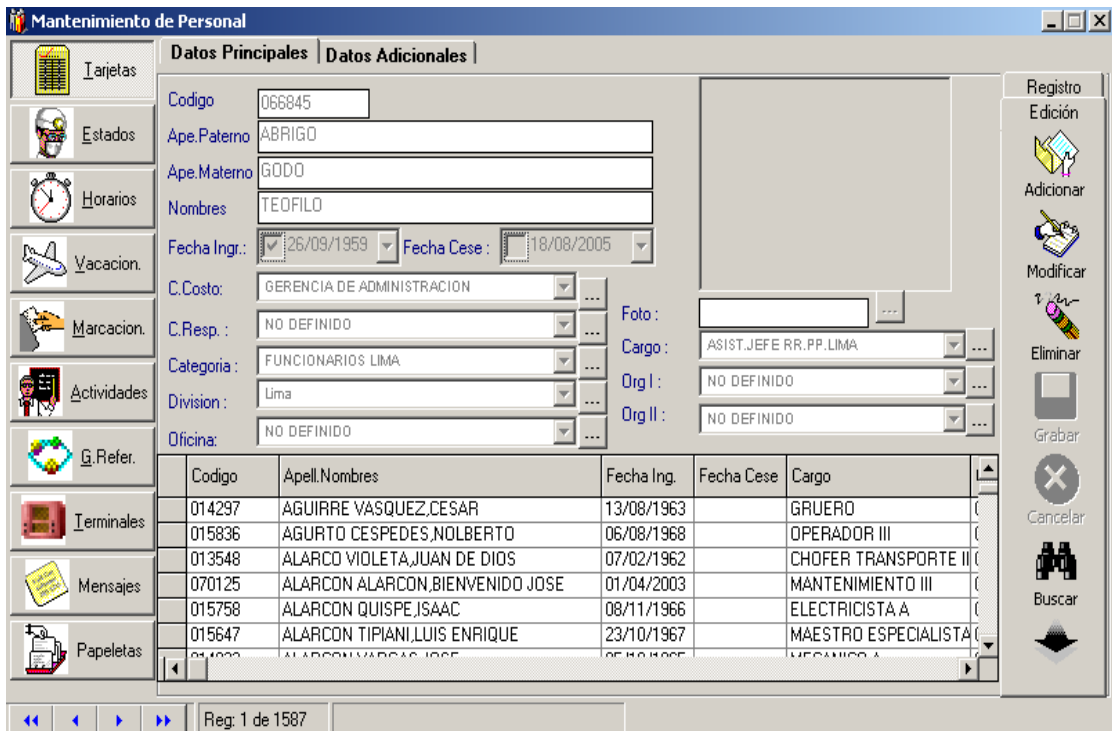 Mantenimiento de Personal
Tarjetas
Estados
Horarios
Vacacion.
Marcacion.
Actividades
G.Refer.
Terminales
Mensajes
Papeletas
Datos Principales
Datos Adicionales
Codigo 066845
Ape.Paterno ABRIGO
Ape.Materno GODO
Nombres TEOFILO
Fecha Ingr.: 26/09/1959 Fecha Cese : 18/08/2005
C.Costo: GERENCIA DE ADMINISTRACION ...
C.Resp. : NO DEFINIDO ...
Categoria : FUNCIONARIOS LIMA ...
Division : Lima ...
Oficina: NO DEFINIDO ...
Foto : ...
Cargo : ASIST.JEFE RR.PP.LIMA ...
Org I : NO DEFINIDO ...
Org II : NO DEFINIDO ...
Codigo Apell.Nombres Fecha Ing. Fecha Cese Cargo
014297 AGUIRRE VASQUEZ,CESAR 13/08/1963 GRUERO
015836 AGURTO CESPEDES,NOLBERTO 06/08/1968 OPERADOR III
013548 ALARCO VIOLETA,JUAN DE DIOS 07/02/1962 CHOFER TRANSPORTE II
070125 ALARCON ALARCON,BIENVENIDO JOSE 01/04/2003 MANTENIMIENTO III
015758 ALARCON QUISPE,ISAAC 08/11/1966 ELECTRICISTA A
015647 ALARCON TIPIANI,LUIS ENRIQUE 23/10/1967 MAESTRO ESPECIALISTA
Registro
Edición
Adicionar
Modificar
Eliminar
Grabar
Cancelar
Buscar
Reg: 1 de 1587